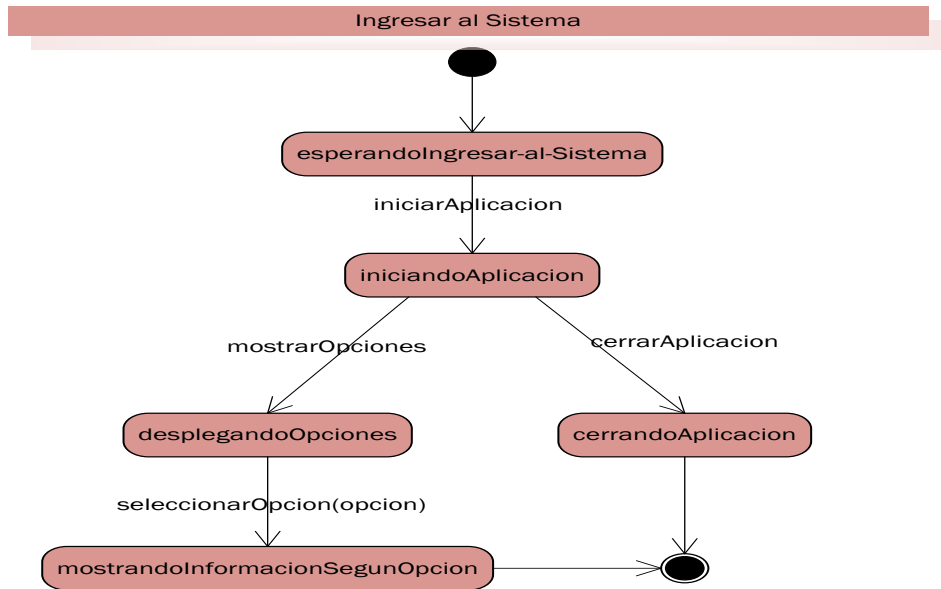 Ingresar al Sistema
esperandoIngresar-al-Sistema
iniciarAplicacion
iniciandoAplicacion
mostrarOpciones
cerrarAplicacion
desplegandoOpciones
cerrandoAplicacion
seleccionarOpcion(opcion)
mostrandoInformacionSegunOpcion